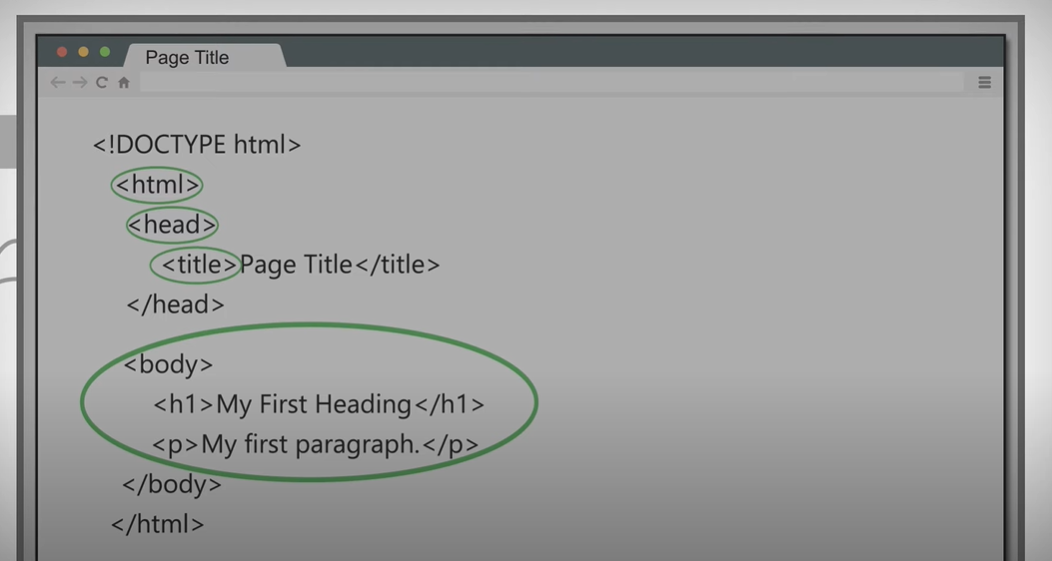 Page Title
<!DOCTYPE html>
<html>
<head>
<title>Page Title</title>
</head>
<body>
<h1>My First Heading</h1>
<p>My first paragraph.</p>
</body>
</html>